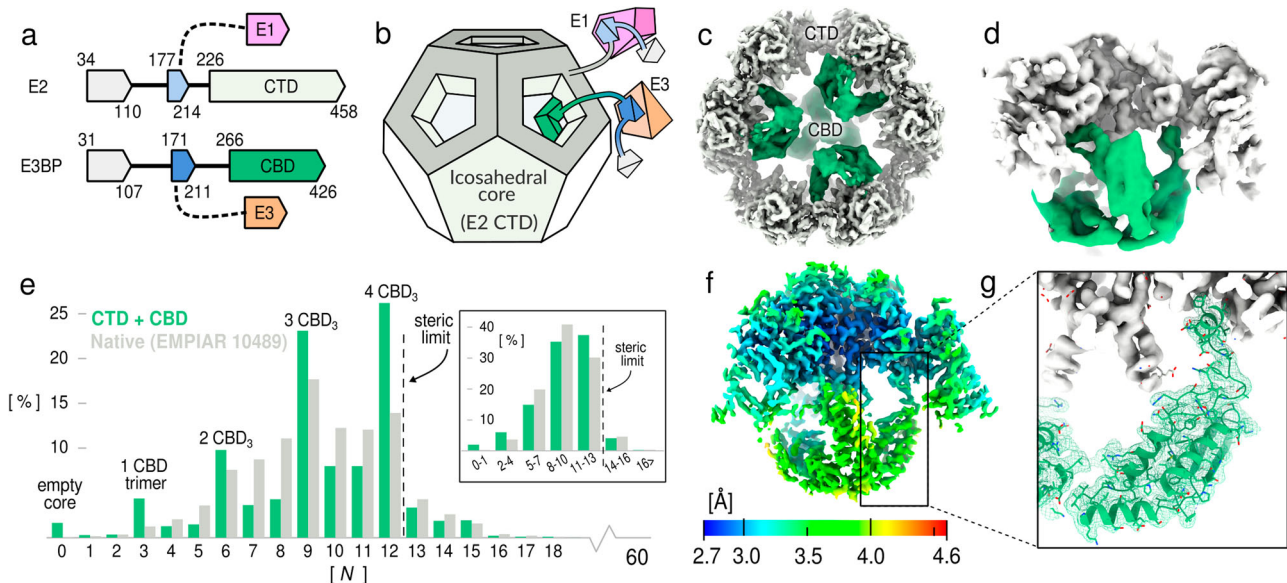 a
E1
34
177
226
E2
CTD
110
214
458
31
171
266
E3BP
CBD
107
211
426
E3
b
E1
E3
Icosahedral
core
(E2 CTD)
c
CTD
CBD
d
e
CTD + CBD
Native (EMPIAR 10489)
25
20
[ % ]
15
10
empty
core
1 CBD
trimer
2 CBD₃
3 CBD₃
4 CBD₃
steric
limit
0 1 2 3 4 5 6 7 8 9 10 11 12 13 14 15 16 17 18 60
[ N ]
40
[ % ]
30
20
10
steric
limit
0-1 2-4 5-7 8-10 11-13 14-16 16>
f
[Å]
2.7 3.0 3.5 4.0 4.6
g